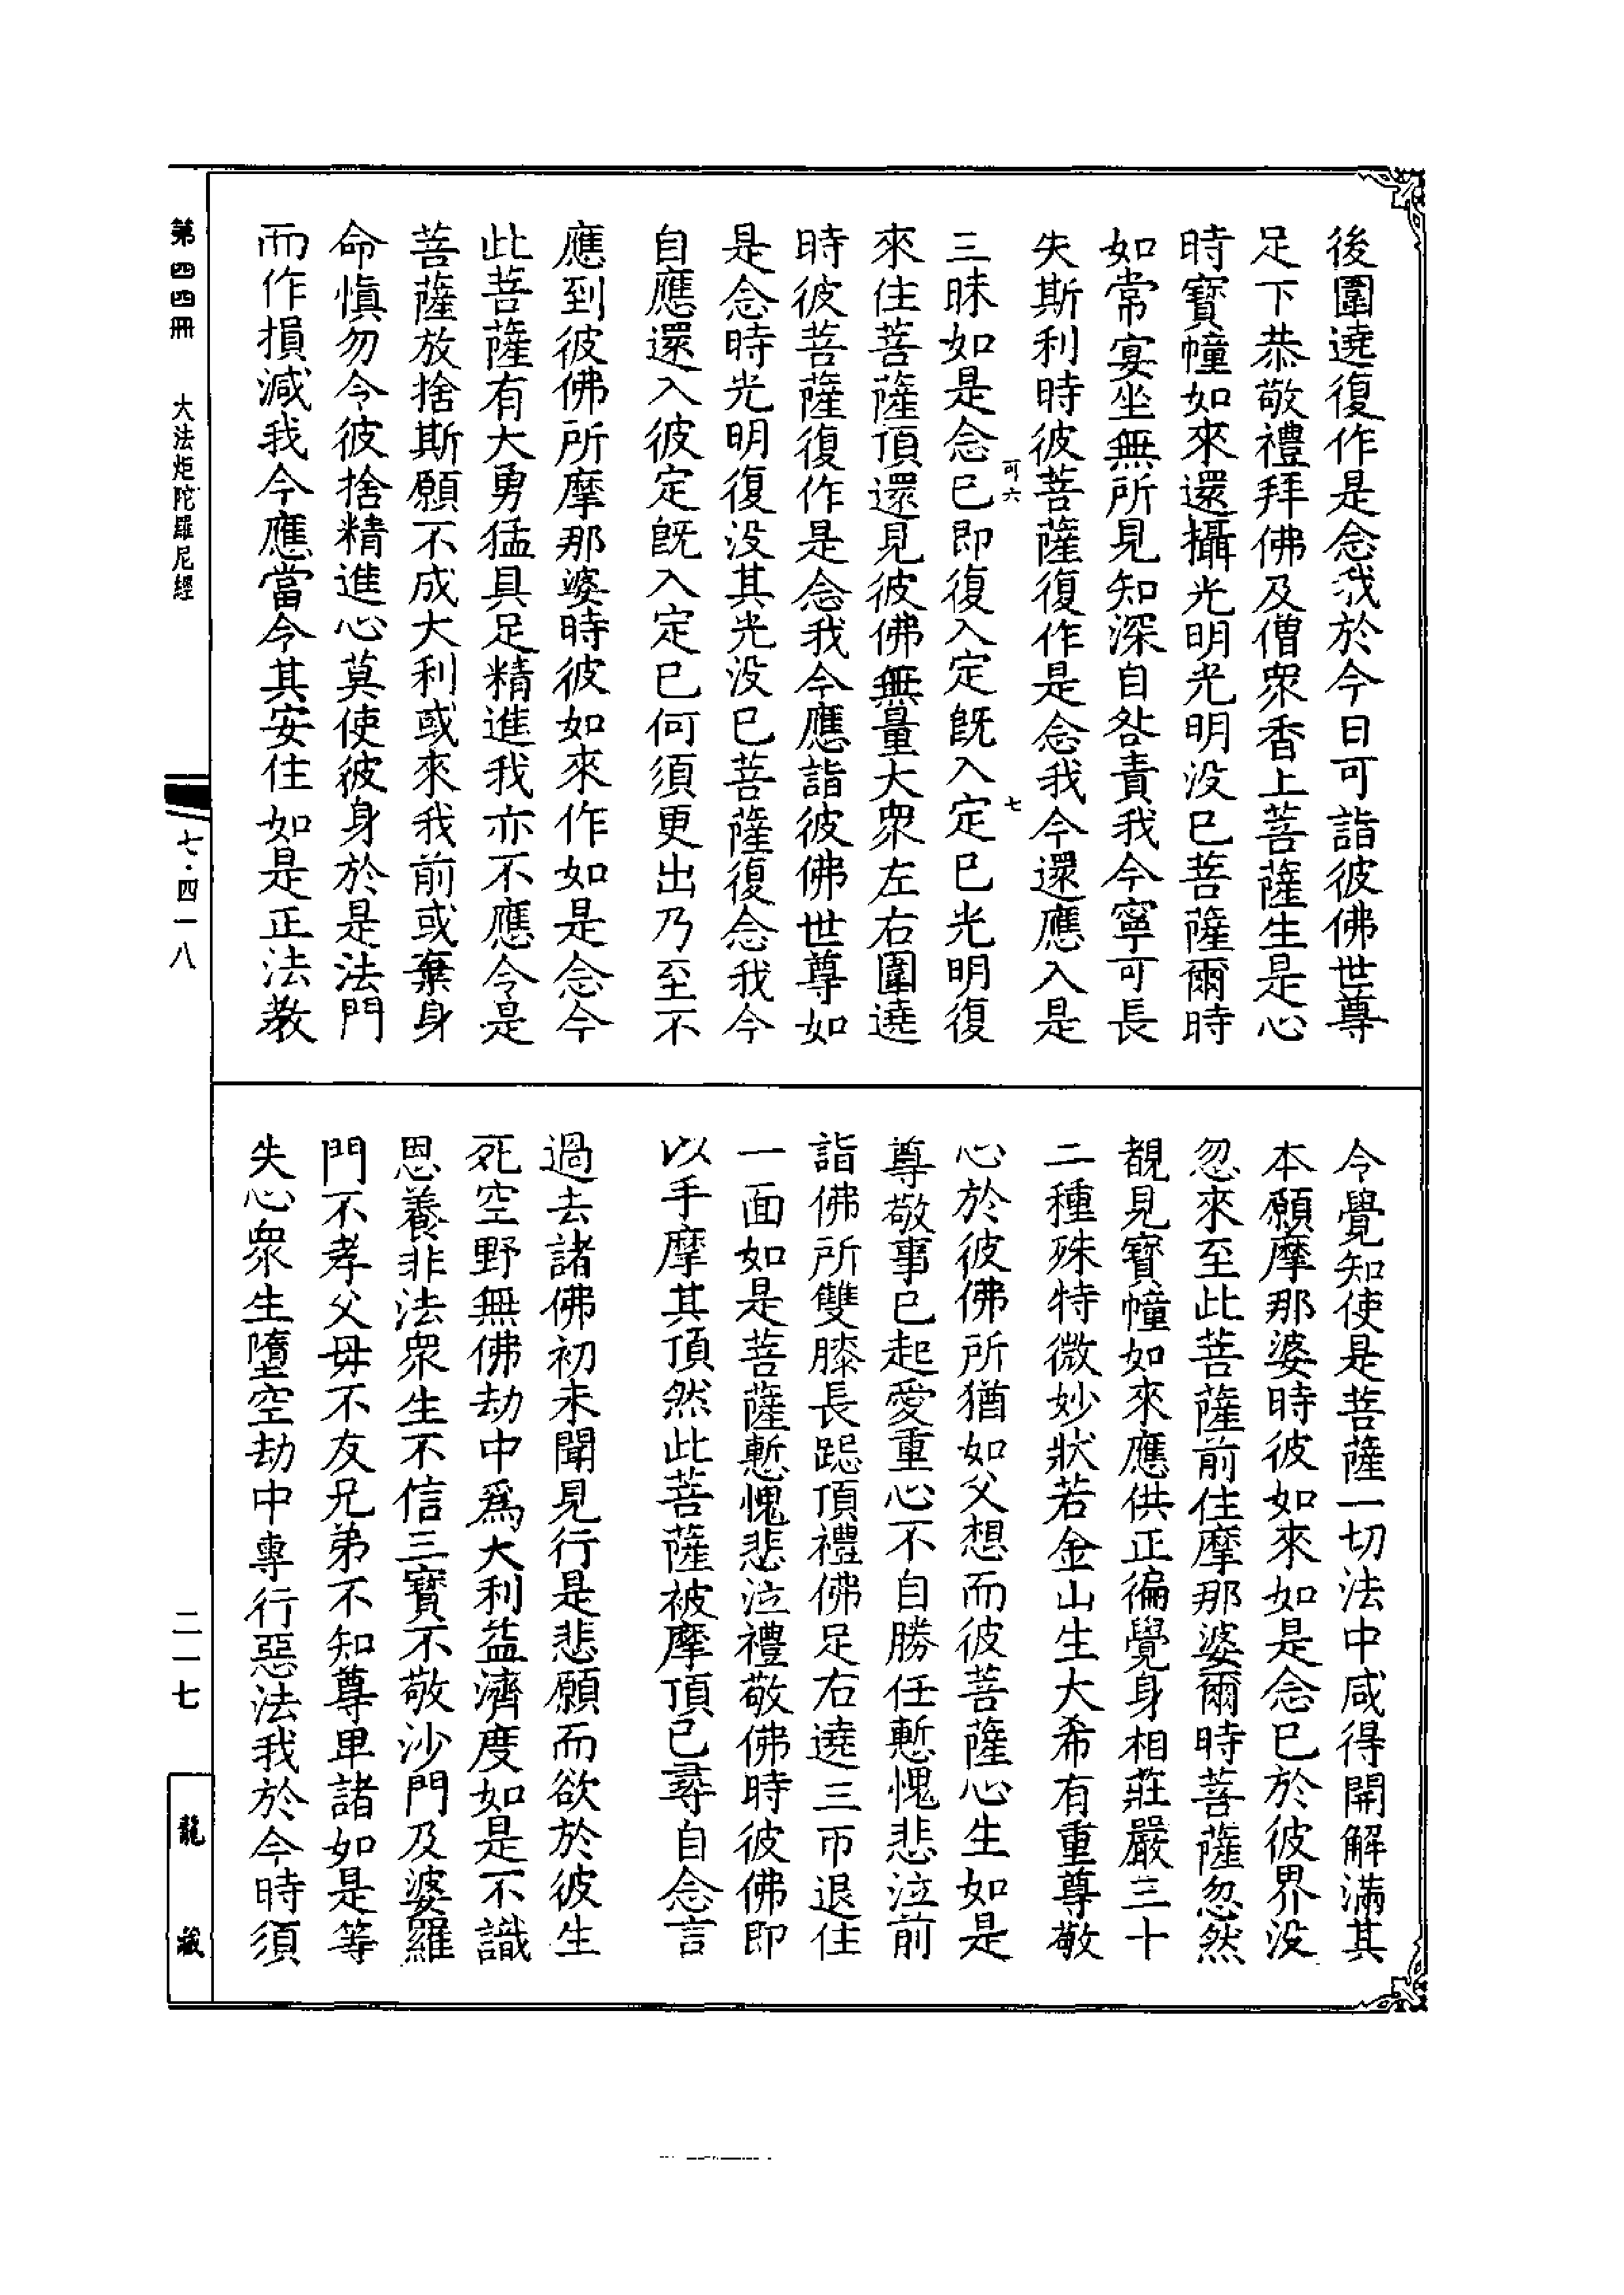 後圍遶復作是念我於今日可詣彼佛世尊
足下恭敬禮拜佛及僧衆香上菩薩生是心
時寶幢如來還攝光明光明没已菩薩爾時
如常宴坐無所見知深自咎責我今寧可長
失斯利時彼菩薩復作是念我今還應入是
可六
七
三昧如是念已即復入定旣入定已光明復
來住菩薩頂還見彼佛無量大衆左右圍遶
時彼菩薩復作是念我今應詣彼佛世尊如
是念時光明復没其光没已菩薩復念我今
自應還入彼定旣入定已何須更出乃至不
應到彼佛所摩那婆時彼如來作如是念今
此菩薩有大勇猛具足精進我亦不應令是
菩薩放捨斯願不成大利或來我前或棄身
命愼勿令彼捨精進心莫使彼身於是法門
而作損減我今應當令其安住如是正法教
令覺知使是菩薩一切法中咸得開解滿其
本願摩那婆時彼如來如是念已於彼界没
忽來至此菩薩前住摩那婆爾時菩薩忽然
覩見寶幢如來應供正徧覺身相莊嚴三十
二種殊特微妙狀若金山生大希有重尊敬
心於彼佛所猶如父想而彼菩薩心生如是
尊敬事已起愛重心不自勝任慙愧悲泣前
詣佛所雙膝長跽頂禮佛足右遶三帀退住
一面如是菩薩慙愧悲泣禮敬佛時彼佛即
以手摩其頂然此菩薩被摩頂已尋自念言
過去諸佛初未聞見行是悲願而欲於彼生
死空野無佛劫中爲大利益濟度如是不識
恩養非法衆生不信三寶不敬沙門及婆羅
門不孝父母不友兄弟不知尊卑諸如是等
失心衆生墮空劫中專行惡法我於今時須
第四四冊
大法炬陀羅尼經
七·四一八
二一七
龍藏